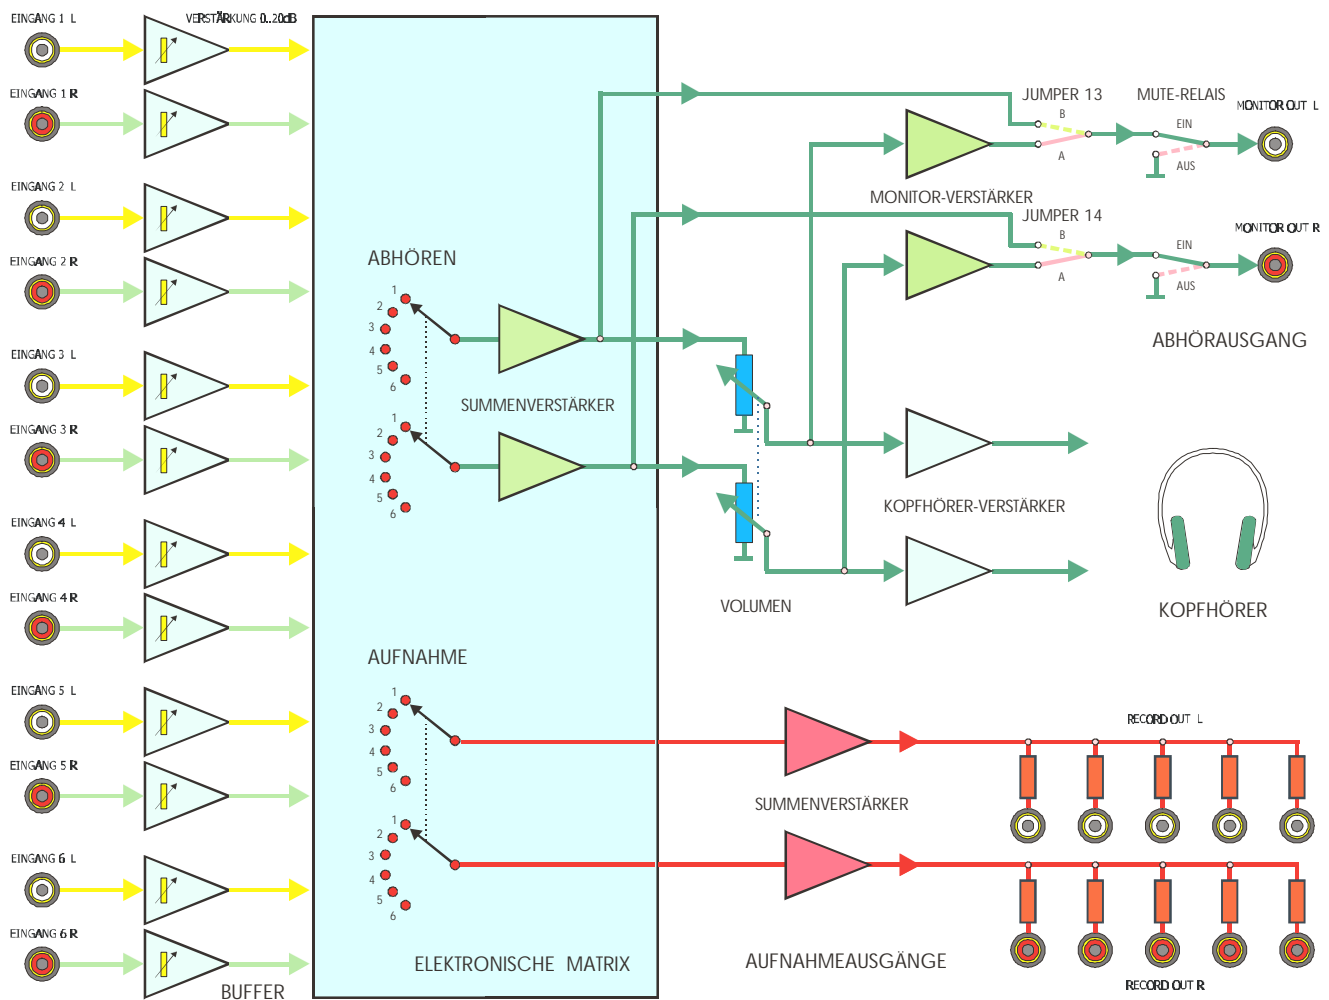 EINGANG 1 L
VERSTÄRKUNG 0..20dB
EINGANG 1 R
EINGANG 2 L
EINGANG 2 R
EINGANG 3 L
EINGANG 3 R
EINGANG 4 L
EINGANG 4 R
EINGANG 5 L
EINGANG 5 R
EINGANG 6 L
EINGANG 6 R
BUFFER
ABHÖREN
1
2
3
4
5
6
1
2
3
4
5
6
SUMMENVERSTÄRKER
AUFNAHME
1
2
3
4
5
6
1
2
3
4
5
6
ELEKTRONISCHE MATRIX
JUMPER 13
B
A
MUTE-RELAIS
EIN
AUS
MONITOR OUT L
MONITOR-VERSTÄRKER
JUMPER 14
B
A
EIN
AUS
MONITOR OUT R
ABHÖRAUSGANG
KOPFHÖRER-VERSTÄRKER
VOLUMEN
KOPFHÖRER
RECORD OUT L
SUMMENVERSTÄRKER
AUFNAHMEAUSGÄNGE
RECORD OUT R